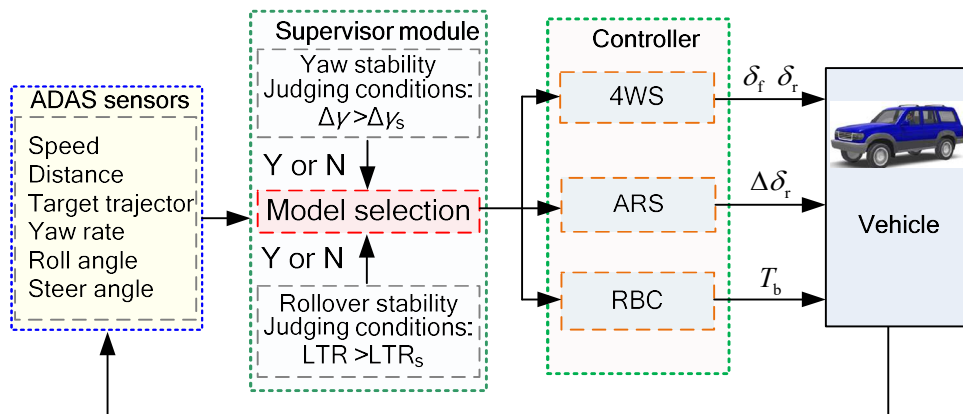 ADAS sensors
Speed
Distance
Target trajector
Yaw rate
Roll angle
Steer angle
Supervisor module
Yaw stability
Judging conditions:
Δγ >Δγs
Y or N
Model selection
Y or N
Rollover stability
Judging conditions:
LTR >LTRs
Controller
4WS
ARS
RBC
δf δr
Δδr
Tb
Vehicle